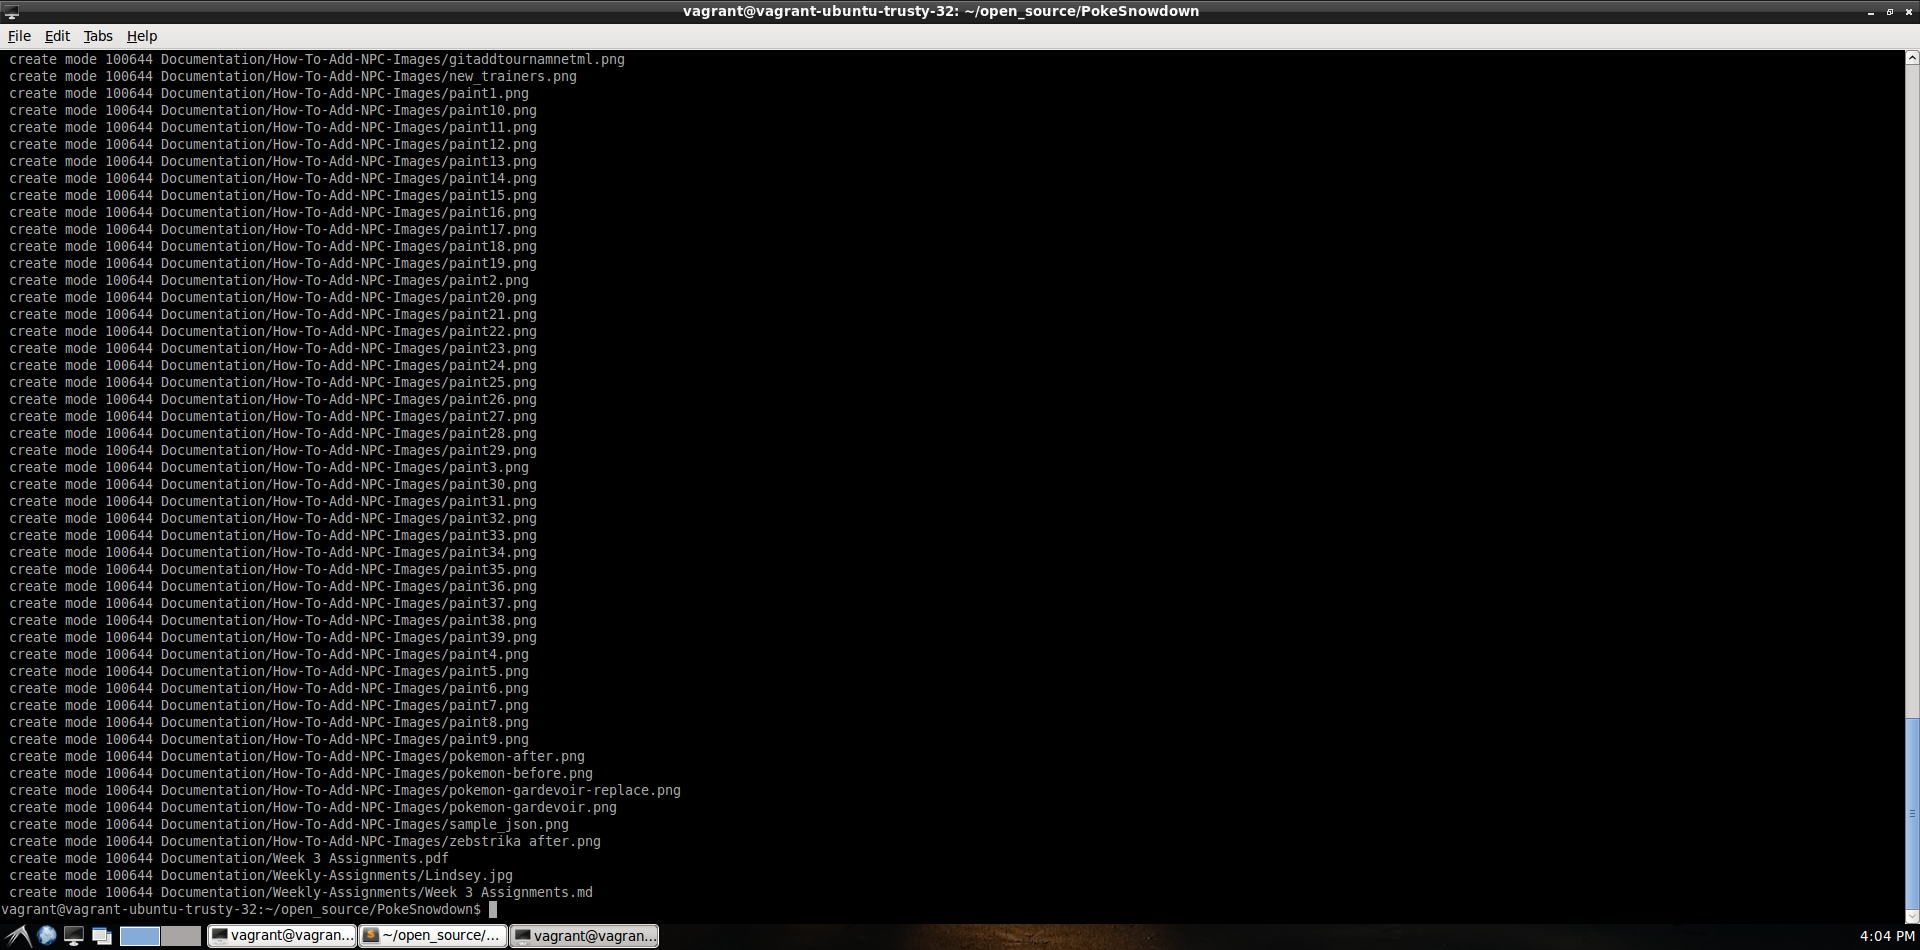 vagrant@vagrant-ubuntu-trusty-32: ~/open_source/PokeSnowdown
File Edit Tabs Help
create mode 100644 Documentation/How-To-Add-NPC-Images/gitaddtournamnetml.png
create mode 100644 Documentation/How-To-Add-NPC-Images/new_trainers.png
create mode 100644 Documentation/How-To-Add-NPC-Images/paint1.png
create mode 100644 Documentation/How-To-Add-NPC-Images/paint10.png
create mode 100644 Documentation/How-To-Add-NPC-Images/paint11.png
create mode 100644 Documentation/How-To-Add-NPC-Images/paint12.png
create mode 100644 Documentation/How-To-Add-NPC-Images/paint13.png
create mode 100644 Documentation/How-To-Add-NPC-Images/paint14.png
create mode 100644 Documentation/How-To-Add-NPC-Images/paint15.png
create mode 100644 Documentation/How-To-Add-NPC-Images/paint16.png
create mode 100644 Documentation/How-To-Add-NPC-Images/paint17.png
create mode 100644 Documentation/How-To-Add-NPC-Images/paint18.png
create mode 100644 Documentation/How-To-Add-NPC-Images/paint19.png
create mode 100644 Documentation/How-To-Add-NPC-Images/paint2.png
create mode 100644 Documentation/How-To-Add-NPC-Images/paint20.png
create mode 100644 Documentation/How-To-Add-NPC-Images/paint21.png
create mode 100644 Documentation/How-To-Add-NPC-Images/paint22.png
create mode 100644 Documentation/How-To-Add-NPC-Images/paint23.png
create mode 100644 Documentation/How-To-Add-NPC-Images/paint24.png
create mode 100644 Documentation/How-To-Add-NPC-Images/paint25.png
create mode 100644 Documentation/How-To-Add-NPC-Images/paint26.png
create mode 100644 Documentation/How-To-Add-NPC-Images/paint27.png
create mode 100644 Documentation/How-To-Add-NPC-Images/paint28.png
create mode 100644 Documentation/How-To-Add-NPC-Images/paint29.png
create mode 100644 Documentation/How-To-Add-NPC-Images/paint3.png
create mode 100644 Documentation/How-To-Add-NPC-Images/paint30.png
create mode 100644 Documentation/How-To-Add-NPC-Images/paint31.png
create mode 100644 Documentation/How-To-Add-NPC-Images/paint32.png
create mode 100644 Documentation/How-To-Add-NPC-Images/paint33.png
create mode 100644 Documentation/How-To-Add-NPC-Images/paint34.png
create mode 100644 Documentation/How-To-Add-NPC-Images/paint35.png
create mode 100644 Documentation/How-To-Add-NPC-Images/paint36.png
create mode 100644 Documentation/How-To-Add-NPC-Images/paint37.png
create mode 100644 Documentation/How-To-Add-NPC-Images/paint38.png
create mode 100644 Documentation/How-To-Add-NPC-Images/paint39.png
create mode 100644 Documentation/How-To-Add-NPC-Images/paint4.png
create mode 100644 Documentation/How-To-Add-NPC-Images/paint5.png
create mode 100644 Documentation/How-To-Add-NPC-Images/paint6.png
create mode 100644 Documentation/How-To-Add-NPC-Images/paint7.png
create mode 100644 Documentation/How-To-Add-NPC-Images/paint8.png
create mode 100644 Documentation/How-To-Add-NPC-Images/paint9.png
create mode 100644 Documentation/How-To-Add-NPC-Images/pokemon-after.png
create mode 100644 Documentation/How-To-Add-NPC-Images/pokemon-before.png
create mode 100644 Documentation/How-To-Add-NPC-Images/pokemon-gardevoir-replace.png
create mode 100644 Documentation/How-To-Add-NPC-Images/pokemon-gardevoir.png
create mode 100644 Documentation/How-To-Add-NPC-Images/sample_json.png
create mode 100644 Documentation/How-To-Add-NPC-Images/zebstrika after.png
create mode 100644 Documentation/Week 3 Assignments.pdf
create mode 100644 Documentation/Weekly-Assignments/Lindsey.jpg
create mode 100644 Documentation/Weekly-Assignments/Week 3 Assignments.md
vagrant@vagrant-ubuntu-trusty-32:~/open_source/PokeSnowdown$
vagrant@vagran... ~/open_source/... vagrant@vagran... 4:04 PM